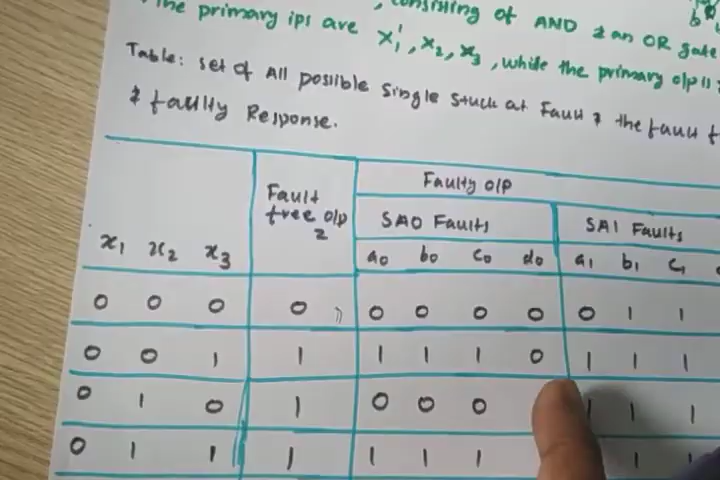 The primary ips are x₁', x₂, x₃, while the primary o/p is
, consisting of AND & an OR gate
Table: Set of All possible Single Stuck at Fault & the fault f
& faulty Response.
x₁ x₂ x₃ Fault free o/p z Faulty o/p
SA0 Faults SA1 Faults
a₀ b₀ c₀ d₀ a₁ b₁ c₁
0 0 0 0 0 0 0 0 0 1 1
0 0 1 1 1 1 1 0 1 1 1
0 1 0 1 0 0 0 1 1 1
0 1 1 1 1 1 1 1 1